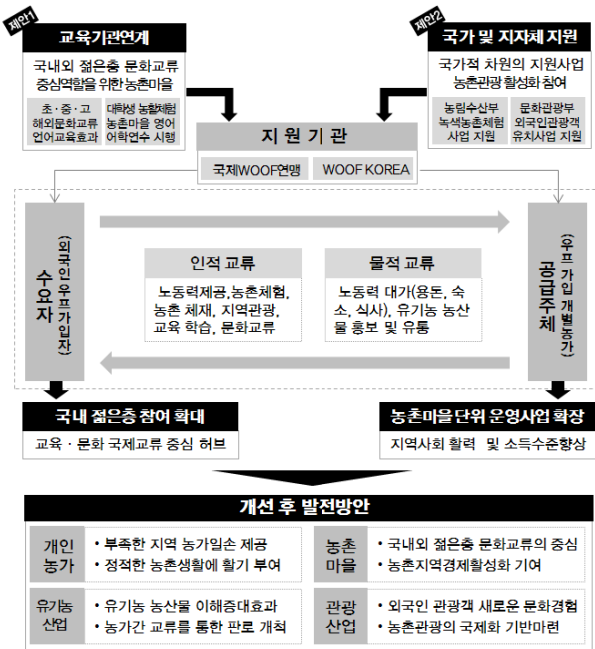 제안1
교육기관연계
국내외 젊은층 문화교류
중심역할을 위한 농촌마을
초·중·고
해외문화교류
언어교육효과
대학생 농활체험
농촌마을 영어
어학연수 시행
제안2
국가 및 지자체 지원
국가적 차원의 지원사업
농촌관광 활성화 참여
농림수산부
녹색농촌체험
사업 지원
문화관광부
외국인관광객
유치사업 지원
지원기관
국제WOOF연맹
WOOF KOREA
수요자
(외국인 우프가입자)
인적 교류
노동력제공,농촌체험,
농촌 체재, 지역관광,
교육 학습, 문화교류
물적 교류
노동력 대가(용돈, 숙
소, 식사), 유기농 농산
물 홍보 및 유통
공급주체
(우프 가입 개별농가)
국내 젊은층 참여 확대
교육·문화 국제교류 중심 허브
농촌마을 단위 운영사업 확장
지역사회 활력 및 소득수준향상
개선 후 발전방안
개인
농가
• 부족한 지역 농가일손 제공
• 정적한 농촌생활에 활기 부여
농촌
마을
• 국내외 젊은층 문화교류의 중심
• 농촌지역경제활성화 기여
유기농
산업
• 유기농 농산물 이해증대효과
• 농가간 교류를 통한 판로 개척
관광
산업
• 외국인 관광객 새로운 문화경험
• 농촌관광의 국제화 기반마련